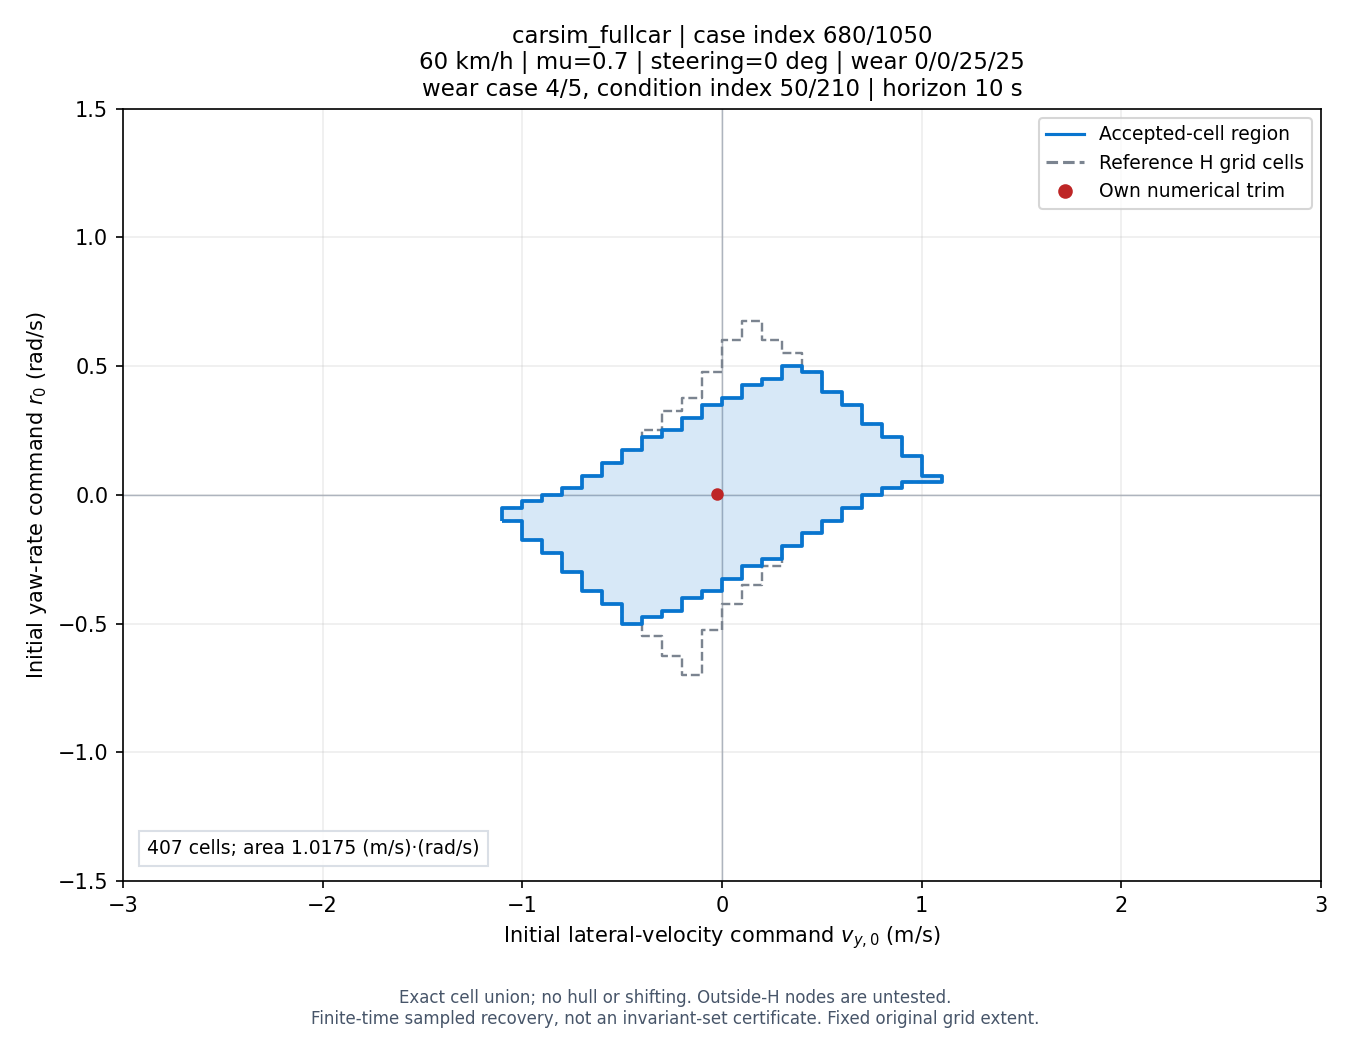 carsim_fullcar | case index 680/1050
60 km/h | mu=0.7 | steering=0 deg | wear 0/0/25/25
wear case 4/5, condition index 50/210 | horizon 10 s
Accepted-cell region
Reference H grid cells
Own numerical trim
1.5
1.0
0.5
0.0
−0.5
−1.0
−1.5
Initial yaw-rate command r0 (rad/s)
407 cells; area 1.0175 (m/s)·(rad/s)
−3
−2
−1
0
1
2
3
Initial lateral-velocity command vy,0 (m/s)
Exact cell union; no hull or shifting. Outside-H nodes are untested.
Finite-time sampled recovery, not an invariant-set certificate. Fixed original grid extent.